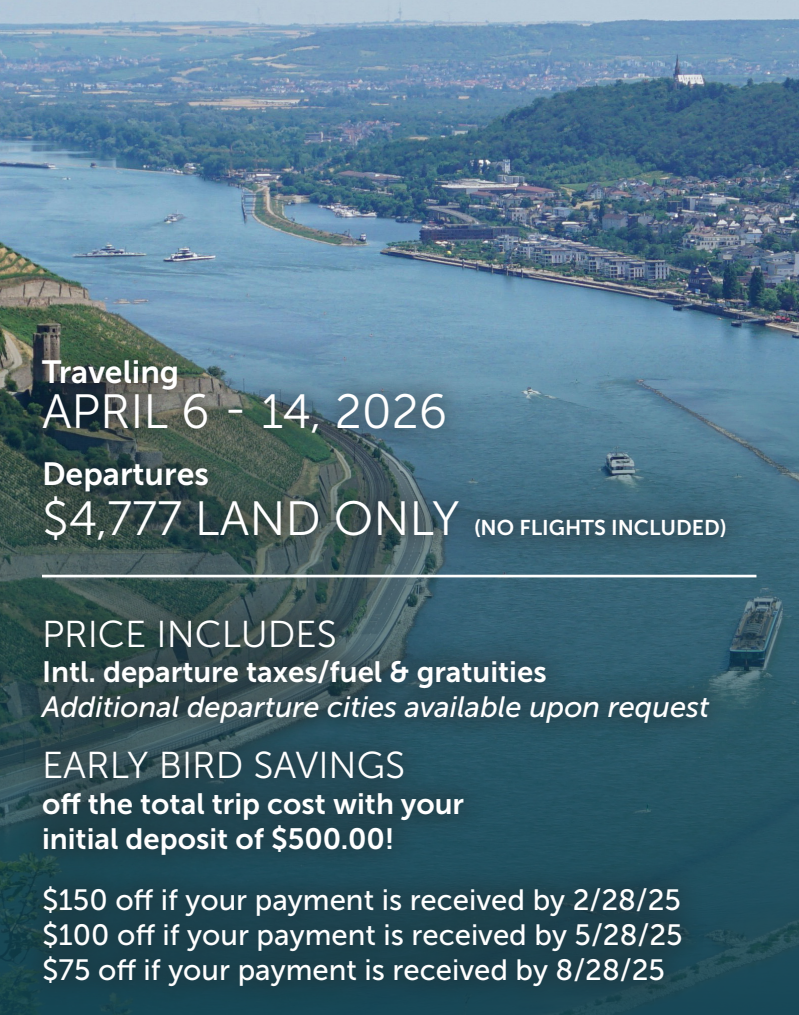 Traveling
APRIL 6 - 14, 2026
Departures
$4,777 LAND ONLY (NO FLIGHTS INCLUDED)
PRICE INCLUDES
Intl. departure taxes/fuel & gratuities
Additional departure cities available upon request
EARLY BIRD SAVINGS
off the total trip cost with your
initial deposit of $500.00!
$150 off if your payment is received by 2/28/25
$100 off if your payment is received by 5/28/25
$75 off if your payment is received by 8/28/25